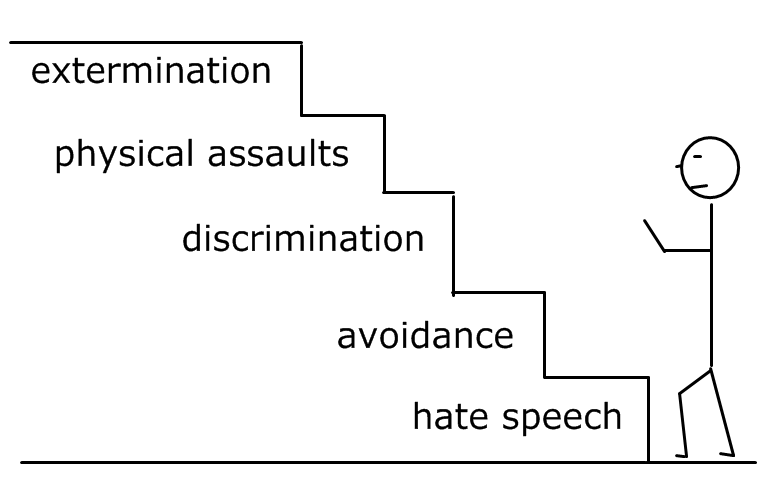 extermination
physical assaults
discrimination
avoidance
hate speech